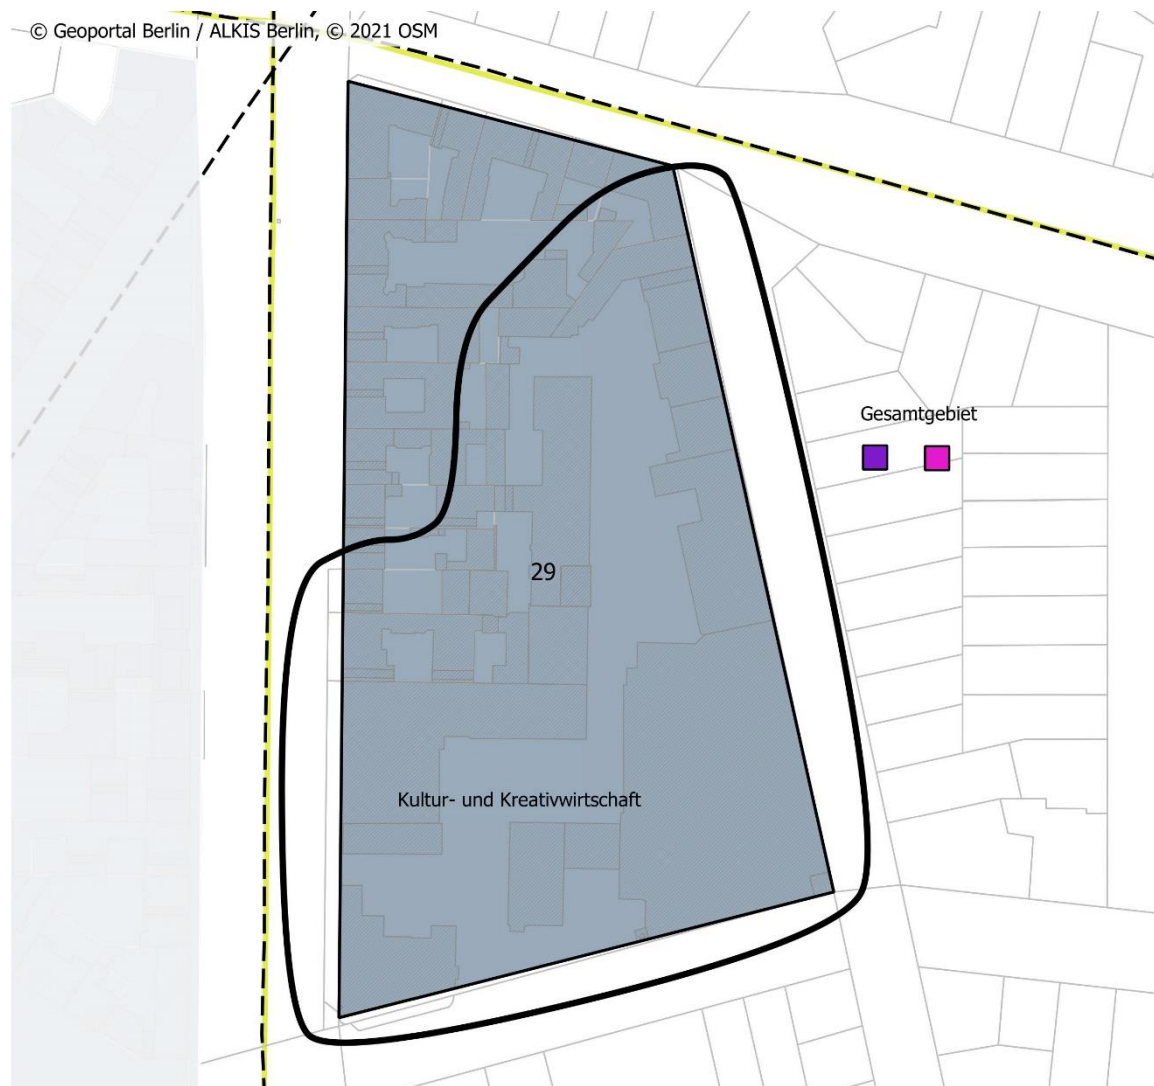 © Geoportal Berlin / ALKIS Berlin, © 2021 OSM
Gesamtgebiet
29
Kultur- und Kreativwirtschaft